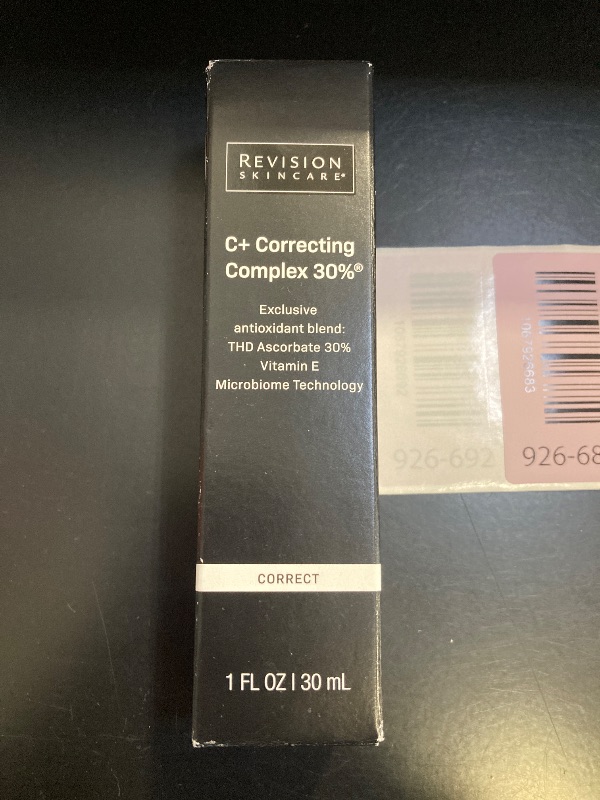 REVISION
SKINCARE®
C+ Correcting
Complex 30%®
Exclusive
antioxidant blend:
THD Ascorbate 30%
Vitamin E
Microbiome Technology
CORRECT
1 FL OZ | 30 mL
926-692
926-68